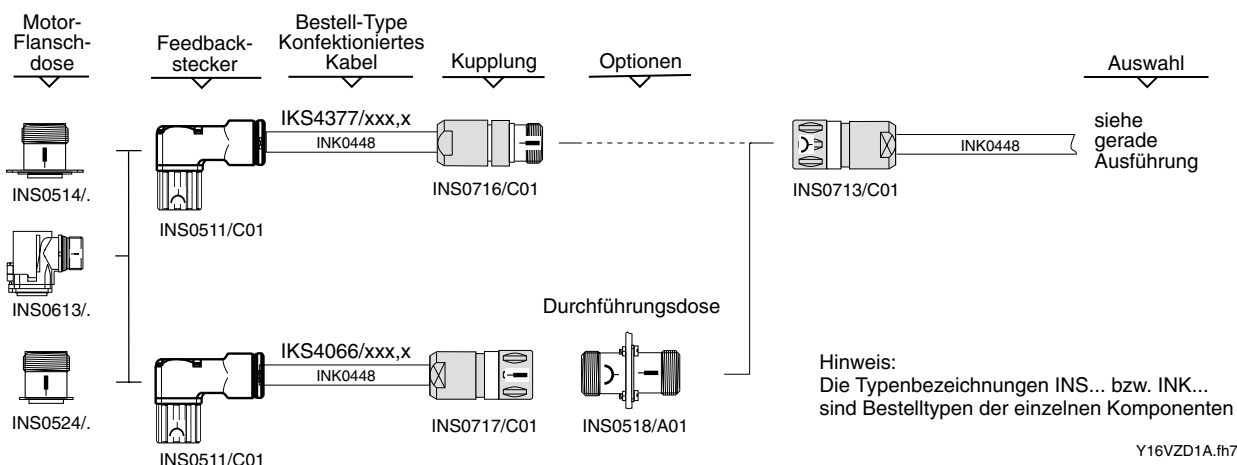 Motor-
Flansch-
dose
Feedback-
stecker
Bestell-Type
Konfektioniertes
Kabel
Kupplung
Optionen
Auswahl
IKS4377/xxx,x
INK0448
INK0448
siehe
gerade
Ausführung
INS0514/.
INS0511/C01
INS0716/C01
INS0713/C01
INS0613/.
Durchführungsdose
IKS4066/xxx,x
INK0448
INS0524/.
INS0511/C01
INS0717/C01
INS0518/A01
Hinweis:
Die Typenbezeichnungen INS... bzw. INK...
sind Bestelltypen der einzelnen Komponenten
Y16VZD1A.fh7